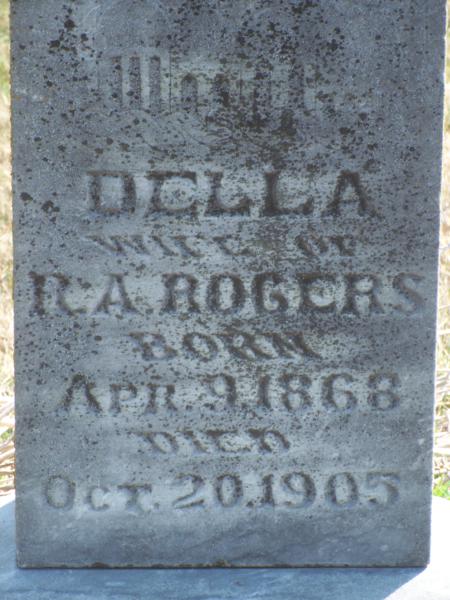 DELLA
WIFE OF
R.A. ROGERS
BORN
APR. 9, 1868
DIED
OCT. 20, 1905